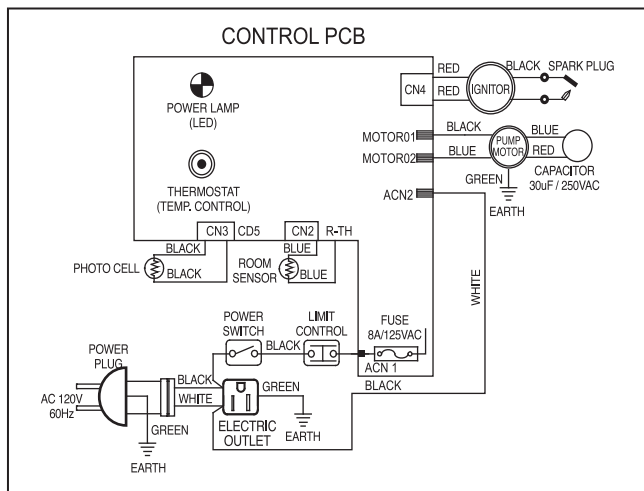 CONTROL PCB
POWER LAMP
(LED)
THERMOSTAT
(TEMP. CONTROL)
CN4
RED
RED
IGNITOR
BLACK
SPARK PLUG
MOTOR01
BLACK
MOTOR02
BLUE
PUMP
MOTOR
BLUE
RED
CAPACITOR
30uF / 250VAC
GREEN
EARTH
ACN2
WHITE
CN3
CD5
CN2
R-TH
BLACK
BLACK
PHOTO CELL
BLUE
BLUE
ROOM
SENSOR
POWER
SWITCH
BLACK
LIMIT
CONTROL
FUSE
8A/125VAC
ACN 1
BLACK
POWER
PLUG
AC 120V
60Hz
BLACK
WHITE
GREEN
EARTH
ELECTRIC
OUTLET
GREEN
EARTH